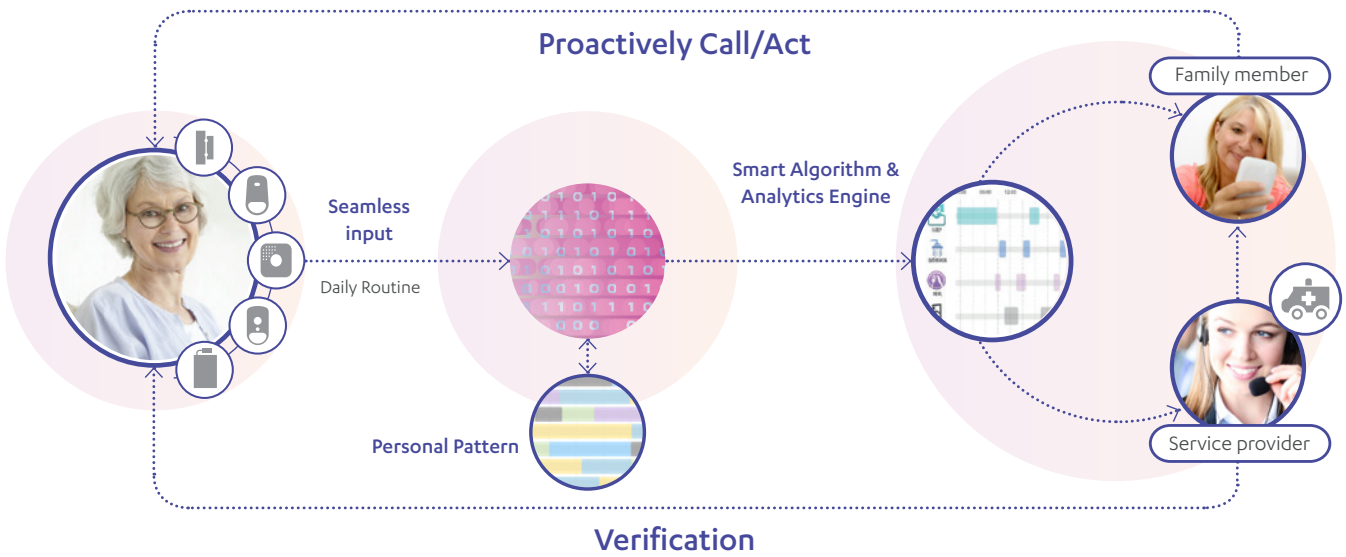 Proactively Call/Act
Family member
Smart Algorithm &
Analytics Engine
Seamless
input
Daily Routine
Personal Pattern
Service provider
Verification